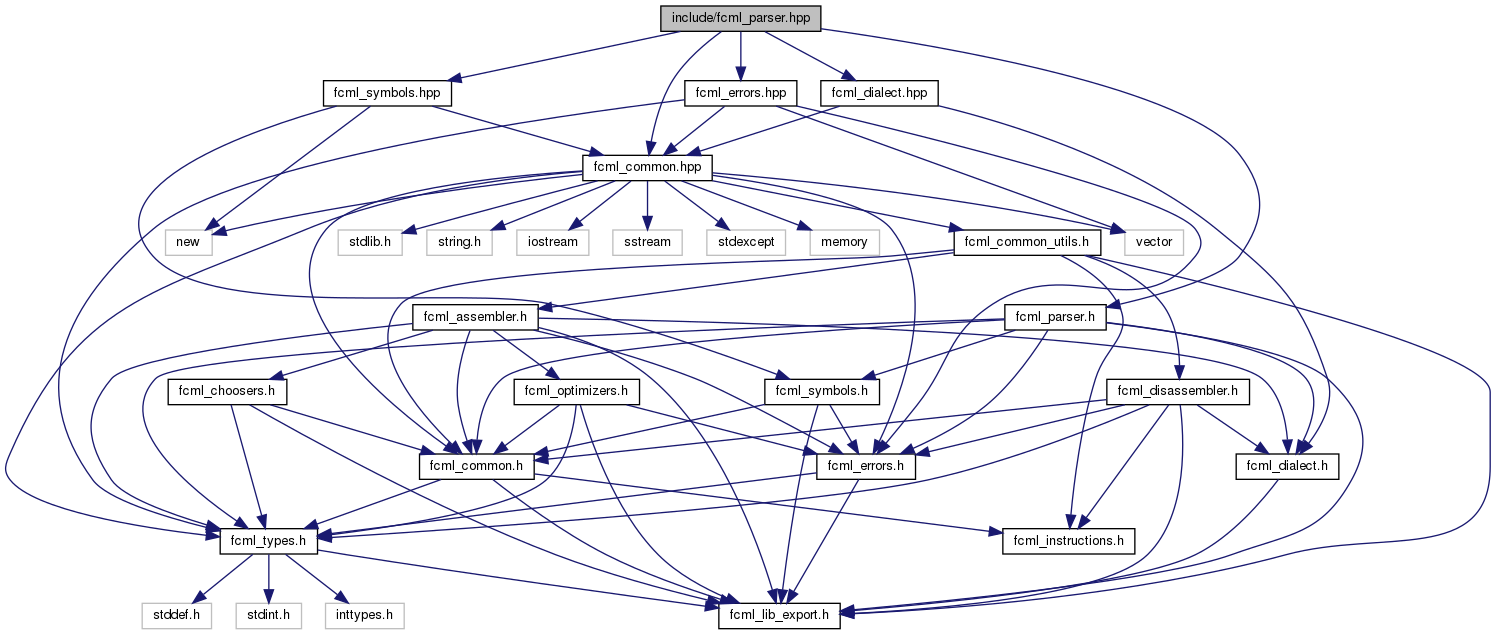 include/fcml_parser.hpp
fcml_symbols.hpp
fcml_errors.hpp
fcml_dialect.hpp
fcml_common.hpp
new
stdlib.h
string.h
iostream
sstream
stdexcept
memory
fcml_common_utils.h
vector
fcml_assembler.h
fcml_parser.h
fcml_choosers.h
fcml_optimizers.h
fcml_symbols.h
fcml_disassembler.h
fcml_common.h
fcml_errors.h
fcml_dialect.h
fcml_types.h
fcml_instructions.h
stddef.h
stdint.h
inttypes.h
fcml_lib_export.h